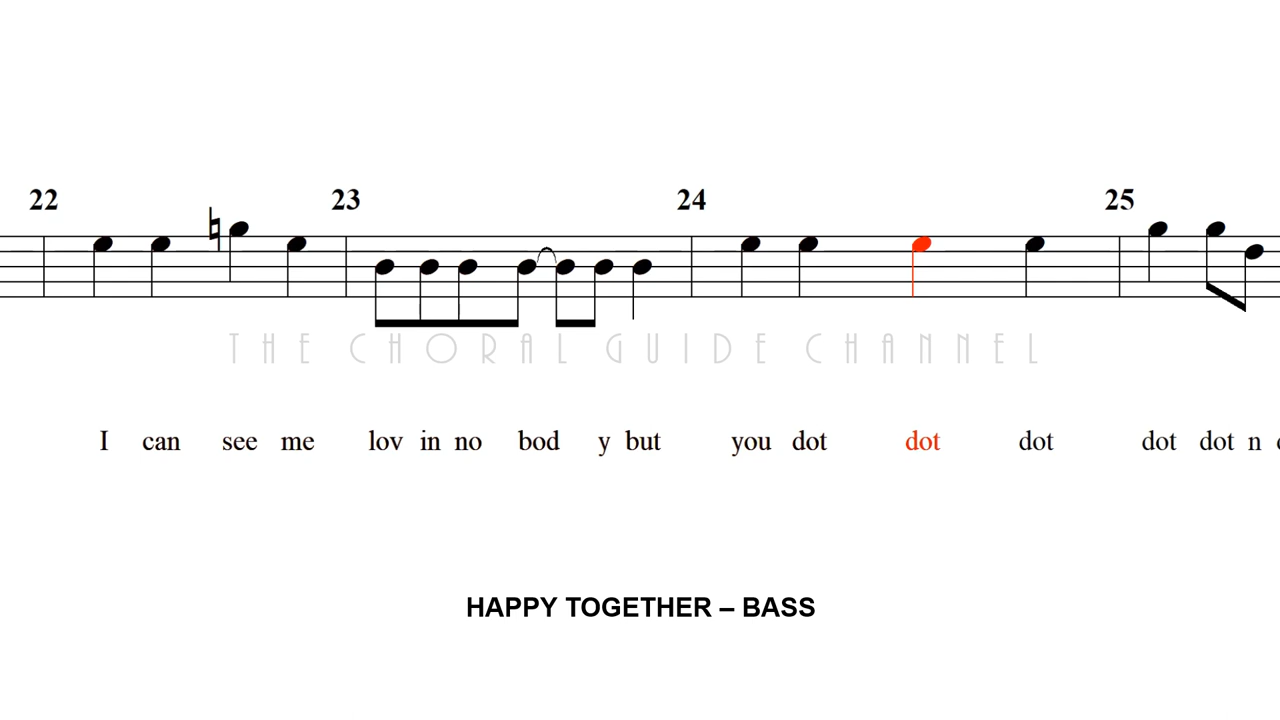 22 23 24 25
THE CHORAL GUIDE CHANNEL
I can see me lov in no bod y but you dot dot dot dot dot n
HAPPY TOGETHER – BASS